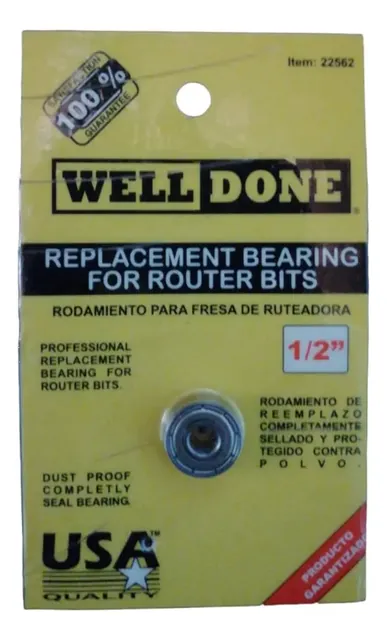 SATISFACTION
100%
GUARANTEE
Item: 22562
WELL DONE
®
REPLACEMENT BEARING
FOR ROUTER BITS
RODAMIENTO PARA FRESA DE RUTEADORA
PROFESSIONAL
REPLACEMENT
BEARING FOR
ROUTER BITS.
1/2"
RODAMIENTO DE
REEMPLAZO
COMPLETAMENTE
SELLADO Y PRO-
TEGIDO CONTRA
POLVO.
DUST PROOF
COMPLETLY
SEAL BEARING.
USA™
QUALITY
PRODUCTO
GARANTIZADO